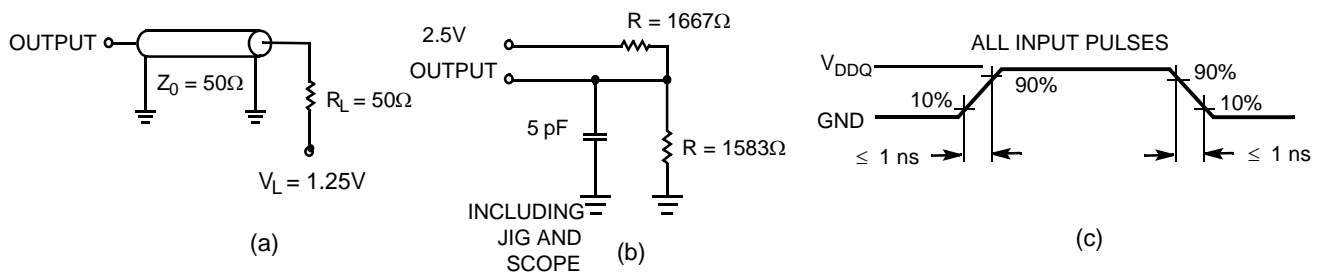 OUTPUT
Z0 = 50Ω
RL = 50Ω
VL = 1.25V
(a)
R = 1667Ω
2.5V
OUTPUT
5 pF
R = 1583Ω
INCLUDING
JIG AND
SCOPE
(b)
ALL INPUT PULSES
VDDQ
90%
90%
10%
10%
GND
≤ 1 ns
≤ 1 ns
(c)